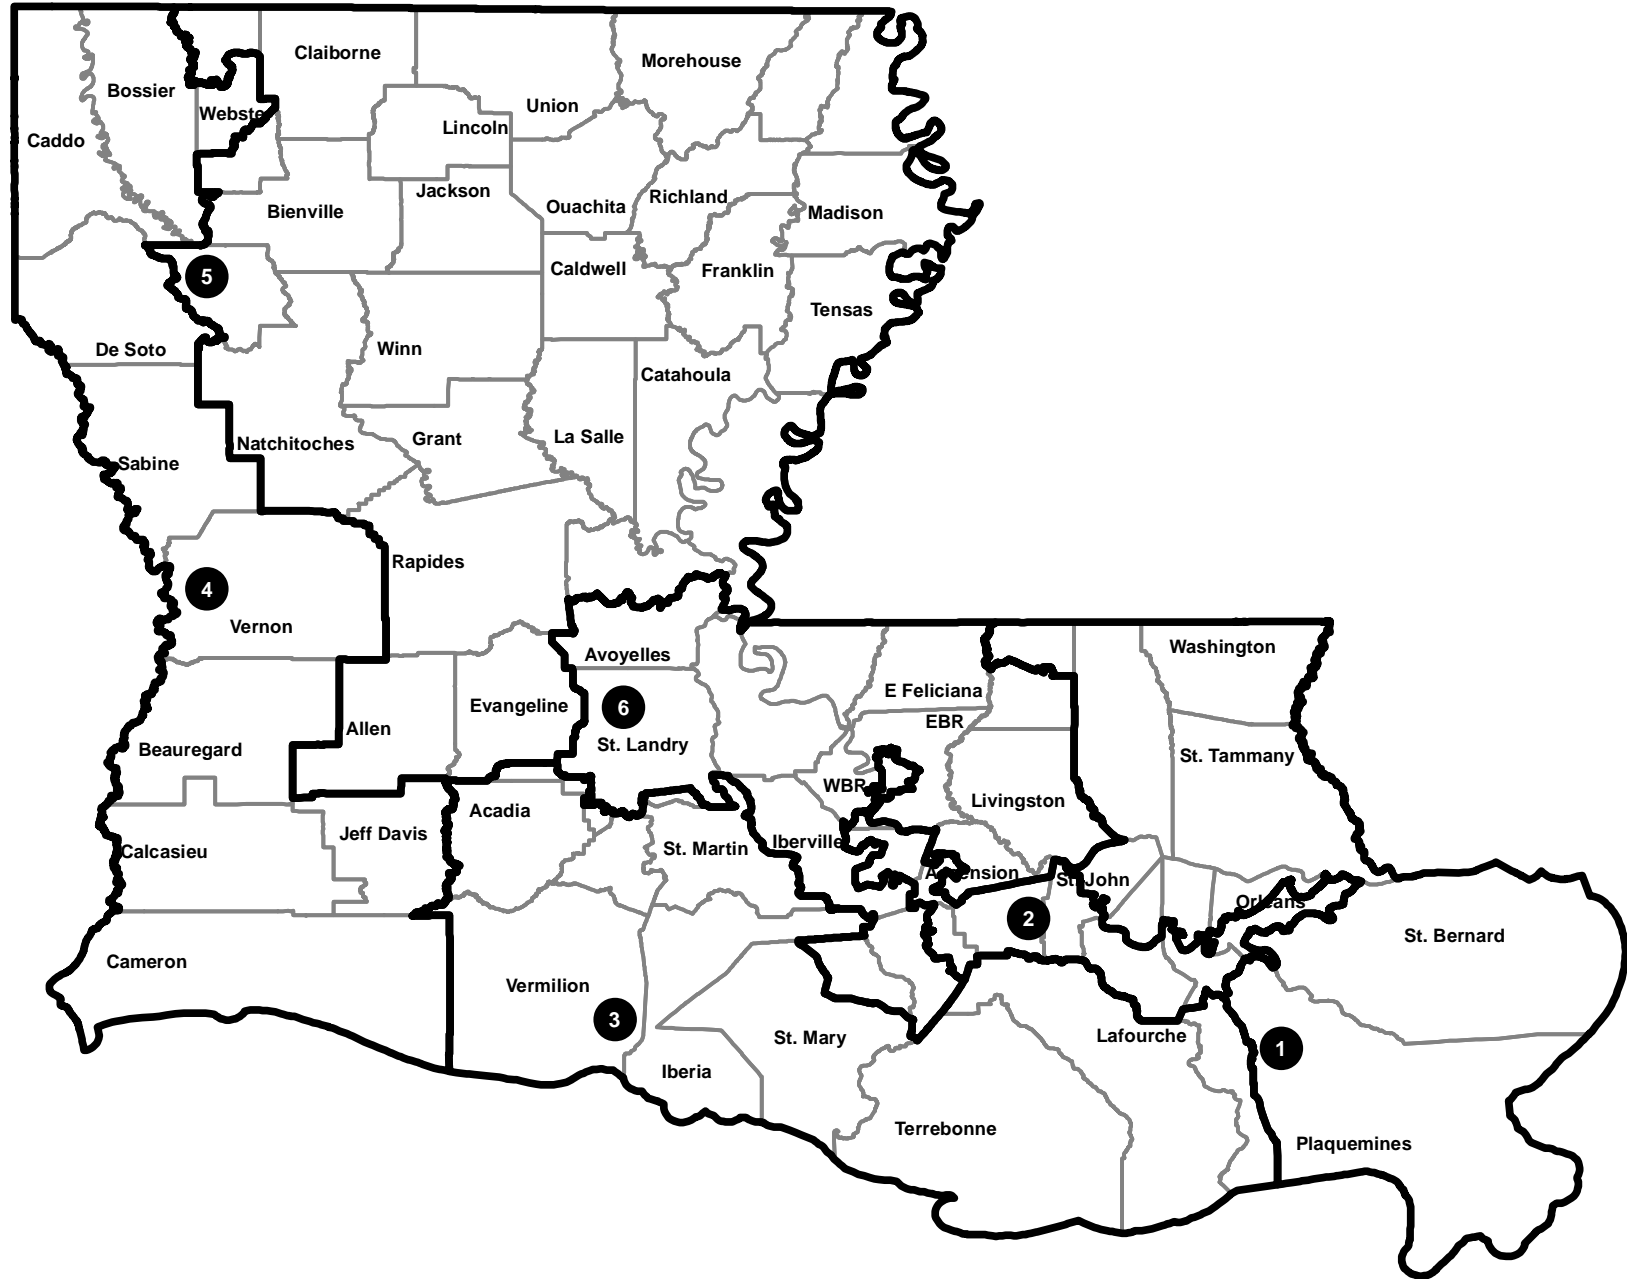 Claiborne
Morehouse
Bossier
Union
Webste
Lincoln
Caddo
Jackson
Richland
Ouachita
Bienville
Madison
Caldwell
Franklin
5
Tensas
De Soto
Winn
Catahoula
Natchitoches
Grant
La Salle
Sabine
Rapides
4
Vernon
Washington
Avoyelles
E Feliciana
Evangeline
6
EBR
Allen
St. Landry
Beauregard
St. Tammany
WBR
Livingston
Acadia
Jeff Davis
Iberville
St. Martin
Calcasieu
Ascension
St. John
Orleans
2
St. Bernard
Cameron
Vermilion
3
St. Mary
Lafourche
1
Iberia
Terrebonne
Plaquemines